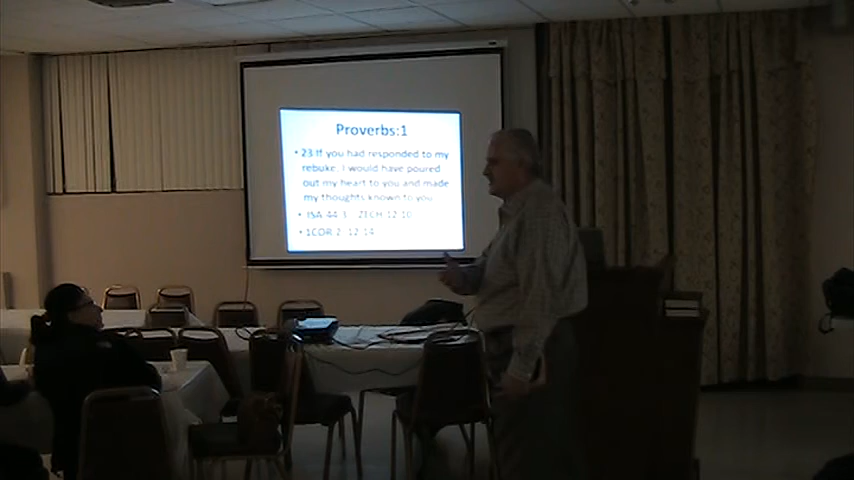 Proverbs:1
• 23 If you had responded to my
rebuke, I would have poured
out my heart to you and made
my thoughts known to you.
• ISA 44:3 ZECH 12:10
• 1COR 2: 12-14